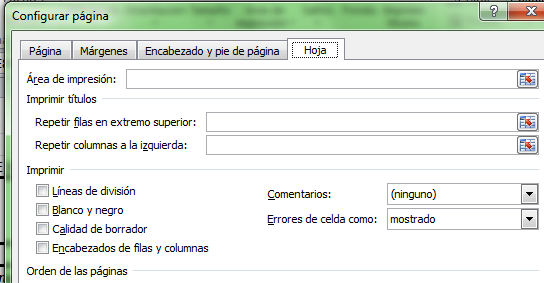 Configurar página
Página Márgenes Encabezado y pie de página Hoja
Área de impresión:
Imprimir títulos
Repetir filas en extremo superior:
Repetir columnas a la izquierda:
Imprimir
Líneas de división
Blanco y negro
Calidad de borrador
Encabezados de filas y columnas
Comentarios: (ninguno)
Errores de celda como: mostrado
Orden de las páginas